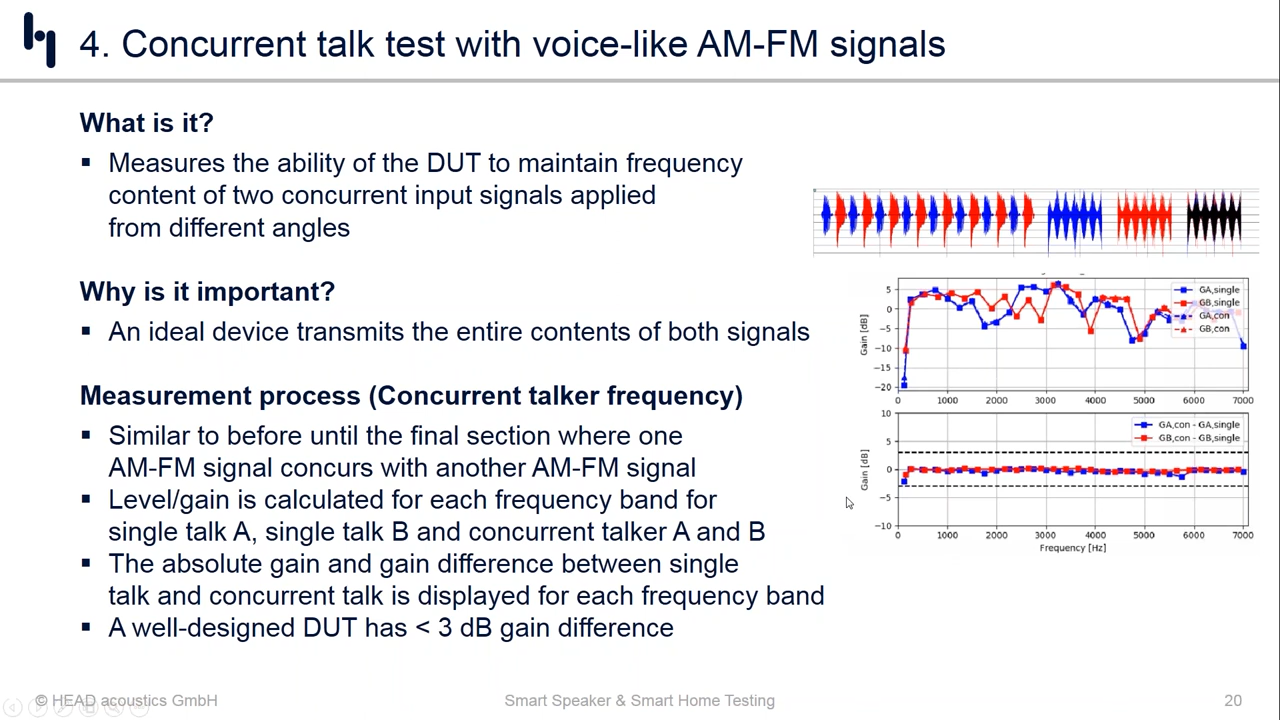 4. Concurrent talk test with voice-like AM-FM signals
What is it?
▪ Measures the ability of the DUT to maintain frequency
content of two concurrent input signals applied
from different angles
Why is it important?
▪ An ideal device transmits the entire contents of both signals
Measurement process (Concurrent talker frequency)
▪ Similar to before until the final section where one
AM-FM signal concurs with another AM-FM signal
▪ Level/gain is calculated for each frequency band for
single talk A, single talk B and concurrent talker A and B
▪ The absolute gain and gain difference between single
talk and concurrent talk is displayed for each frequency band
▪ A well-designed DUT has < 3 dB gain difference
GA,single
GB,single
GA,con
GB,con
Gain [dB]
5
0
−5
−10
−15
−20
0 1000 2000 3000 4000 5000 6000 7000
GA,con - GA,single
GB,con - GB,single
Gain [dB]
10
5
0
−5
−10
0 1000 2000 3000 4000 5000 6000 7000
Frequency [Hz]
© HEAD acoustics GmbH
Smart Speaker & Smart Home Testing
20